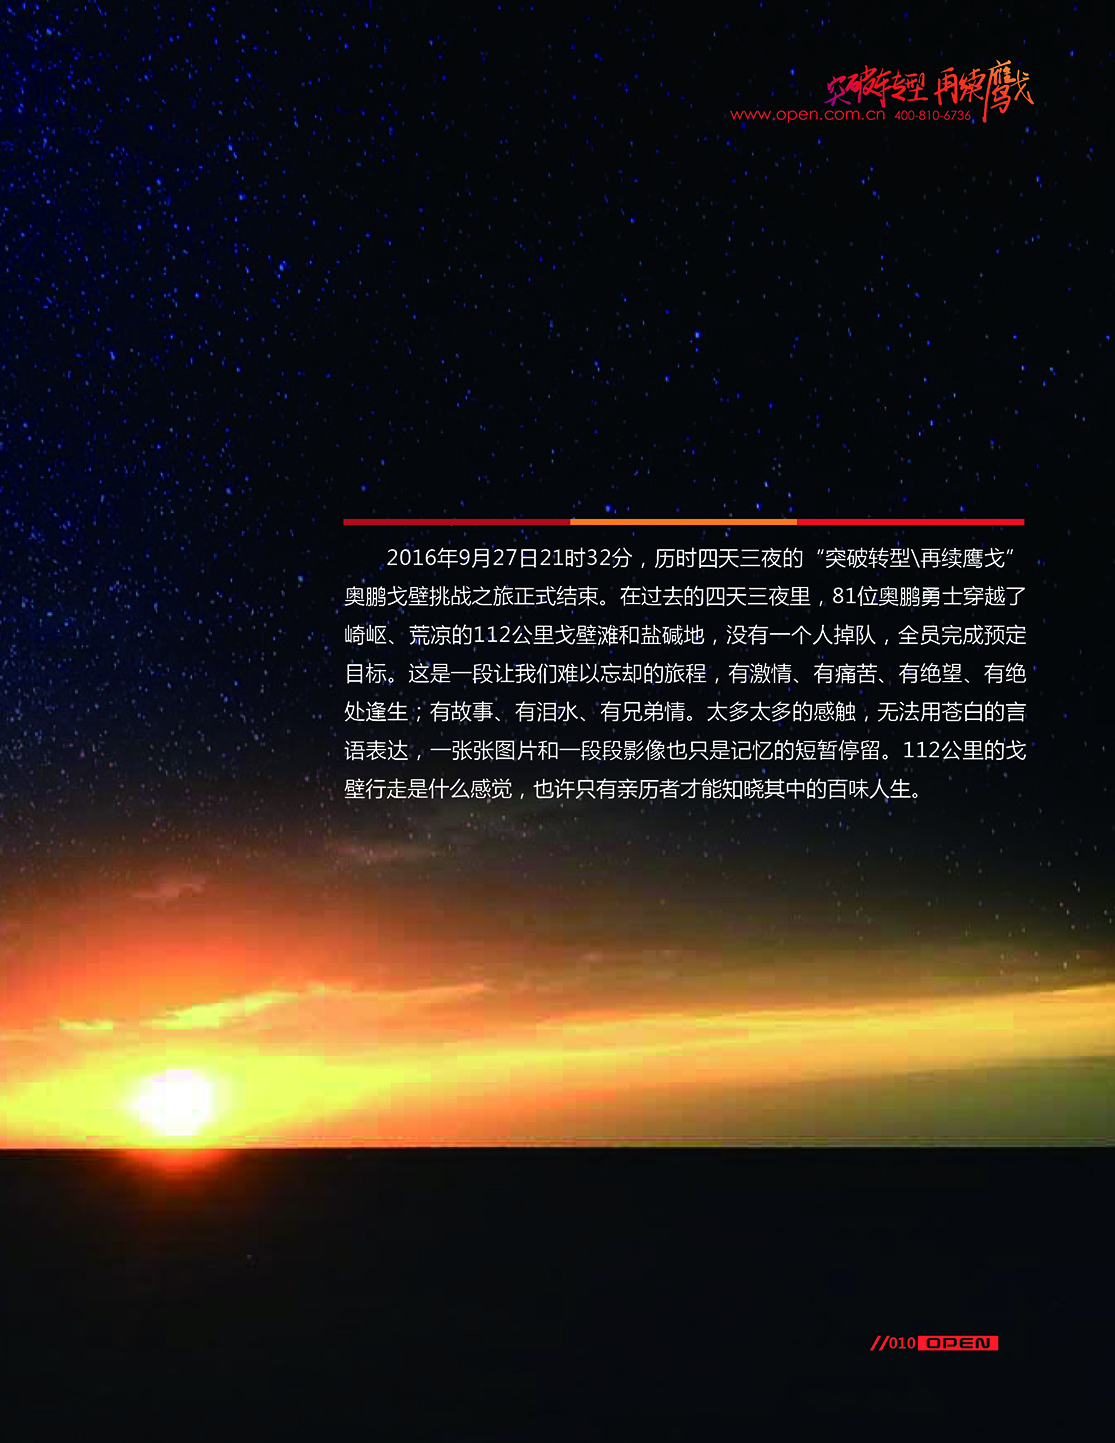 突破转型 再续鹰戈
www.open.com.cn 400-810-6736
2016年9月27日21时32分，历时四天三夜的“突破转型\再续鹰戈”
奥鹏戈壁挑战之旅正式结束。在过去的四天三夜里，81位奥鹏勇士穿越了
崎岖、荒凉的112公里戈壁滩和盐碱地，没有一个人掉队，全员完成预定
目标。这是一段让我们难以忘却的旅程，有激情、有痛苦、有绝望、有绝
处逢生；有故事、有泪水、有兄弟情。太多太多的感触，无法用苍白的言
语表达，一张张图片和一段段影像也只是记忆的短暂停留。112公里的戈
壁行走是什么感觉，也许只有亲历者才能知晓其中的百味人生。
//010 OPEN